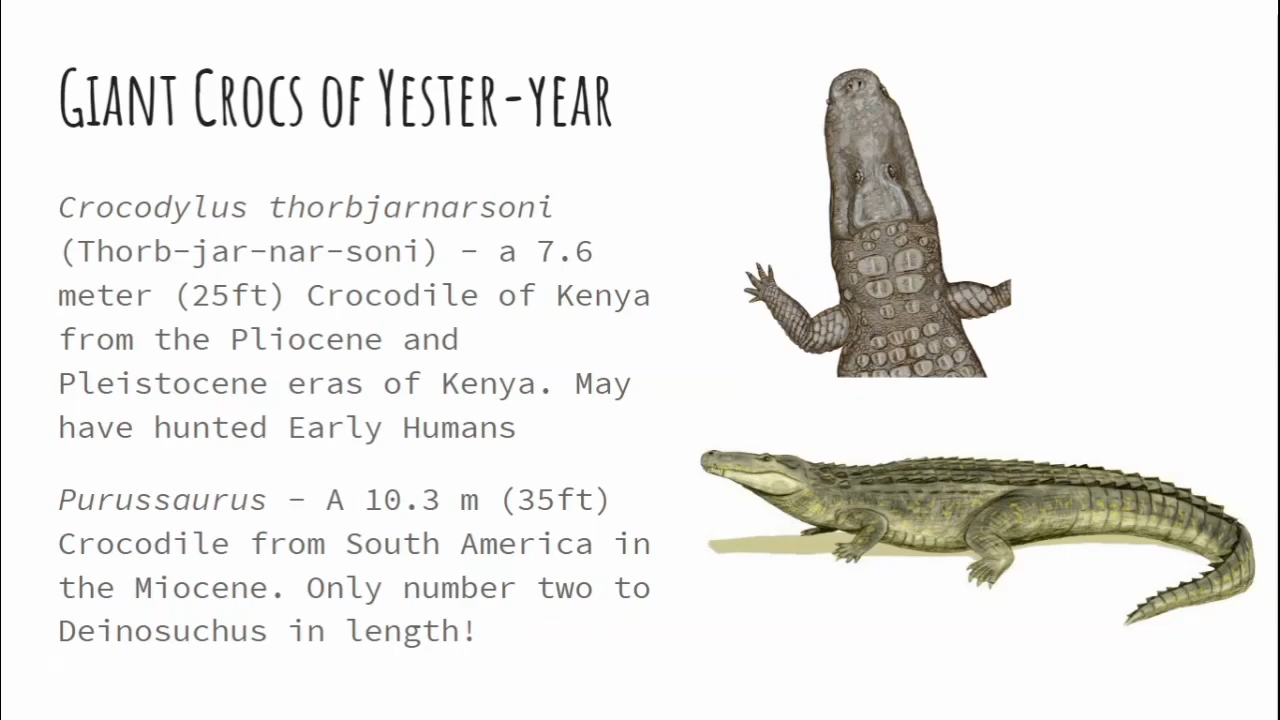 Giant Crocs of Yester-year
Crocodylus thorbjarnarsoni
(Thorb-jar-nar-soni) - a 7.6
meter (25ft) Crocodile of Kenya
from the Pliocene and
Pleistocene eras of Kenya. May
have hunted Early Humans
Purussaurus - A 10.3 m (35ft)
Crocodile from South America in
the Miocene. Only number two to
Deinosuchus in length!